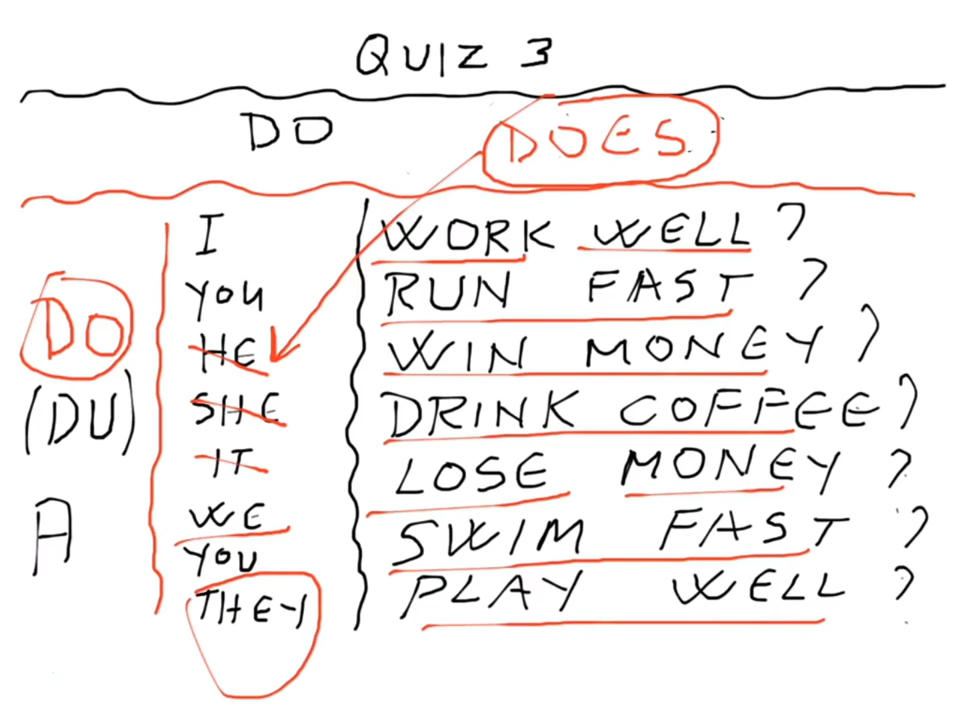 QUIZ 3
DO DOES
I WORK WELL ?
YOU RUN FAST ?
DO HE WIN MONEY ?
(DU) SHE DRINK COFFEE ?
IT LOSE MONEY ?
A WE SWIM FAST ?
YOU PLAY WELL ?
THEY